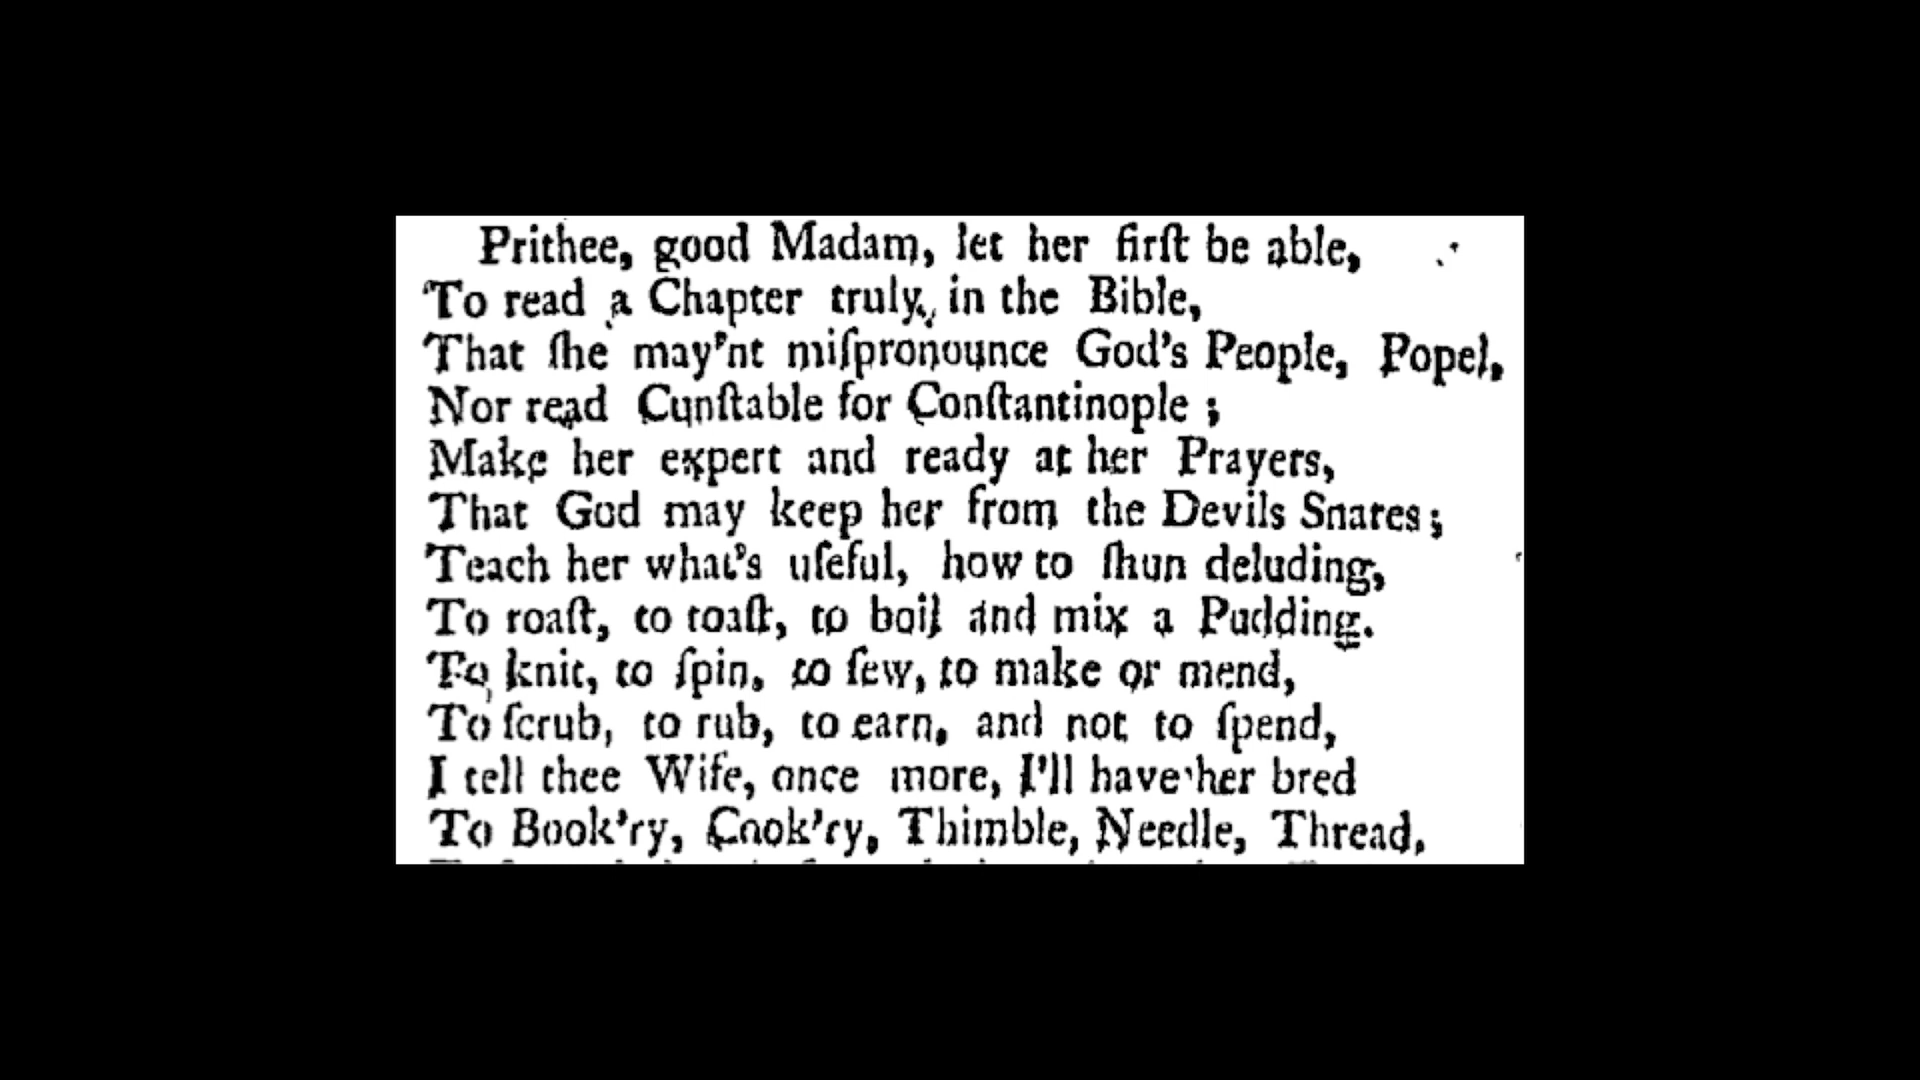 Prithee, good Madam, let her firſt be able,
To read a Chapter truly, in the Bible,
That ſhe may'nt miſpronounce God's People, Popel,
Nor read Cunſtable for Conſtantinople ;
Make her expert and ready at her Prayers,
That God may keep her from the Devils Snares ;
Teach her what's uſeful, how to ſhun deluding,
To roaſt, to toaſt, to boil and mix a Pudding.
To knit, to ſpin, to ſew, to make or mend,
To ſcrub, to rub, to earn, and not to ſpend,
I tell thee Wife, once more, I'll have her bred
To Book'ry, Cook'ry, Thimble, Needle, Thread,